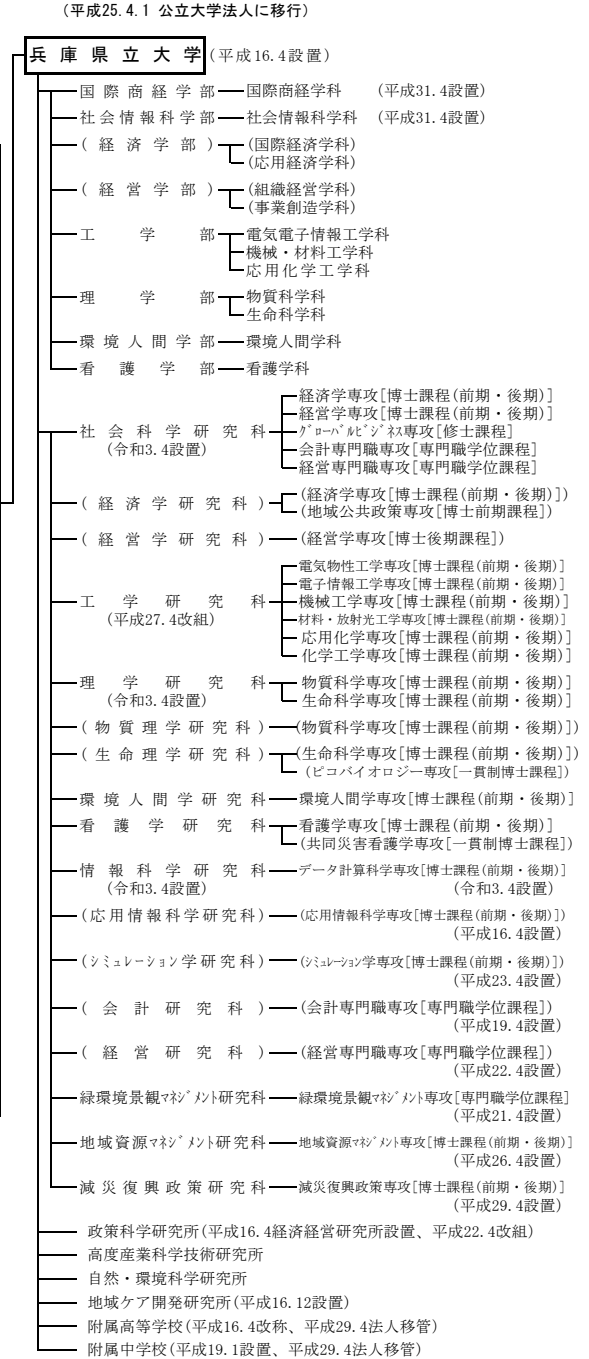 (平成25.4.1 公立大学法人に移行)
兵庫県立大学(平成16.4設置)
国際商経学部 国際商経学科 (平成31.4設置)
社会情報科学部 社会情報科学科 (平成31.4設置)
(経済学部) (国際経済学科)
(応用経済学科)
(経営学部) (組織経営学科)
(事業創造学科)
工学部 電気電子情報工学科
機械・材料工学科
応用化学工学科
理学部 物質科学科
生命科学科
環境人間学部 環境人間学科
看護学部 看護学科
経済学専攻[博士課程(前期・後期)]
経営学専攻[博士課程(前期・後期)]
社会科学研究科 グローバルビジネス専攻[修士課程]
(令和3.4設置) 会計専門職専攻[専門職学位課程]
経営専門職専攻[専門職学位課程]
(経済学研究科) (経済学専攻[博士課程(前期・後期)])
(地域公共政策専攻[博士前期課程])
(経営学研究科) (経営学専攻[博士後期課程])
電気物性工学専攻[博士課程(前期・後期)]
電子情報工学専攻[博士課程(前期・後期)]
工学研究科 機械工学専攻[博士課程(前期・後期)]
(平成27.4改組) 材料・放射光工学専攻[博士課程(前期・後期)]
応用化学専攻[博士課程(前期・後期)]
化学工学専攻[博士課程(前期・後期)]
理学研究科 物質科学専攻[博士課程(前期・後期)]
(令和3.4設置) 生命科学専攻[博士課程(前期・後期)]
(物質理学研究科) (物質科学専攻[博士課程(前期・後期)])
(生命理学研究科) (生命科学専攻[博士課程(前期・後期)])
(ピコバイオロジー専攻[一貫制博士課程])
環境人間学研究科 環境人間学専攻[博士課程(前期・後期)]
看護学研究科 看護学専攻[博士課程(前期・後期)]
(共同災害看護学専攻[一貫制博士課程])
情報科学研究科 データ計算科学専攻[博士課程(前期・後期)]
(令和3.4設置) (令和3.4設置)
(応用情報科学研究科) (応用情報科学専攻[博士課程(前期・後期)])
(平成16.4設置)
(シミュレーション学研究科) (シミュレーション学専攻[博士課程(前期・後期)])
(平成23.4設置)
(会計研究科) (会計専門職専攻[専門職学位課程])
(平成19.4設置)
(経営研究科) (経営専門職専攻[専門職学位課程])
(平成22.4設置)
緑環境景観マネジメント研究科 緑環境景観マネジメント専攻[専門職学位課程]
(平成21.4設置)
地域資源マネジメント研究科 地域資源マネジメント専攻[博士課程(前期・後期)]
(平成26.4設置)
減災復興政策研究科 減災復興政策専攻[博士課程(前期・後期)]
(平成29.4設置)
政策科学研究所(平成16.4経済経営研究所設置、平成22.4改組)
高度産業科学技術研究所
自然・環境科学研究所
地域ケア開発研究所(平成16.12設置)
附属高等学校(平成16.4改称、平成29.4法人移管)
附属中学校(平成19.1設置、平成29.4法人移管)